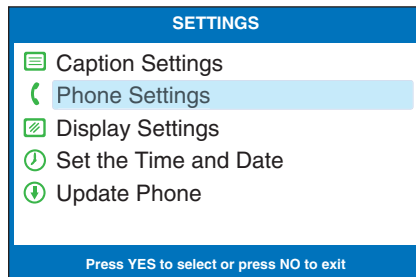 SETTINGS
Caption Settings
Phone Settings
Display Settings
Set the Time and Date
Update Phone
Press YES to select or press NO to exit